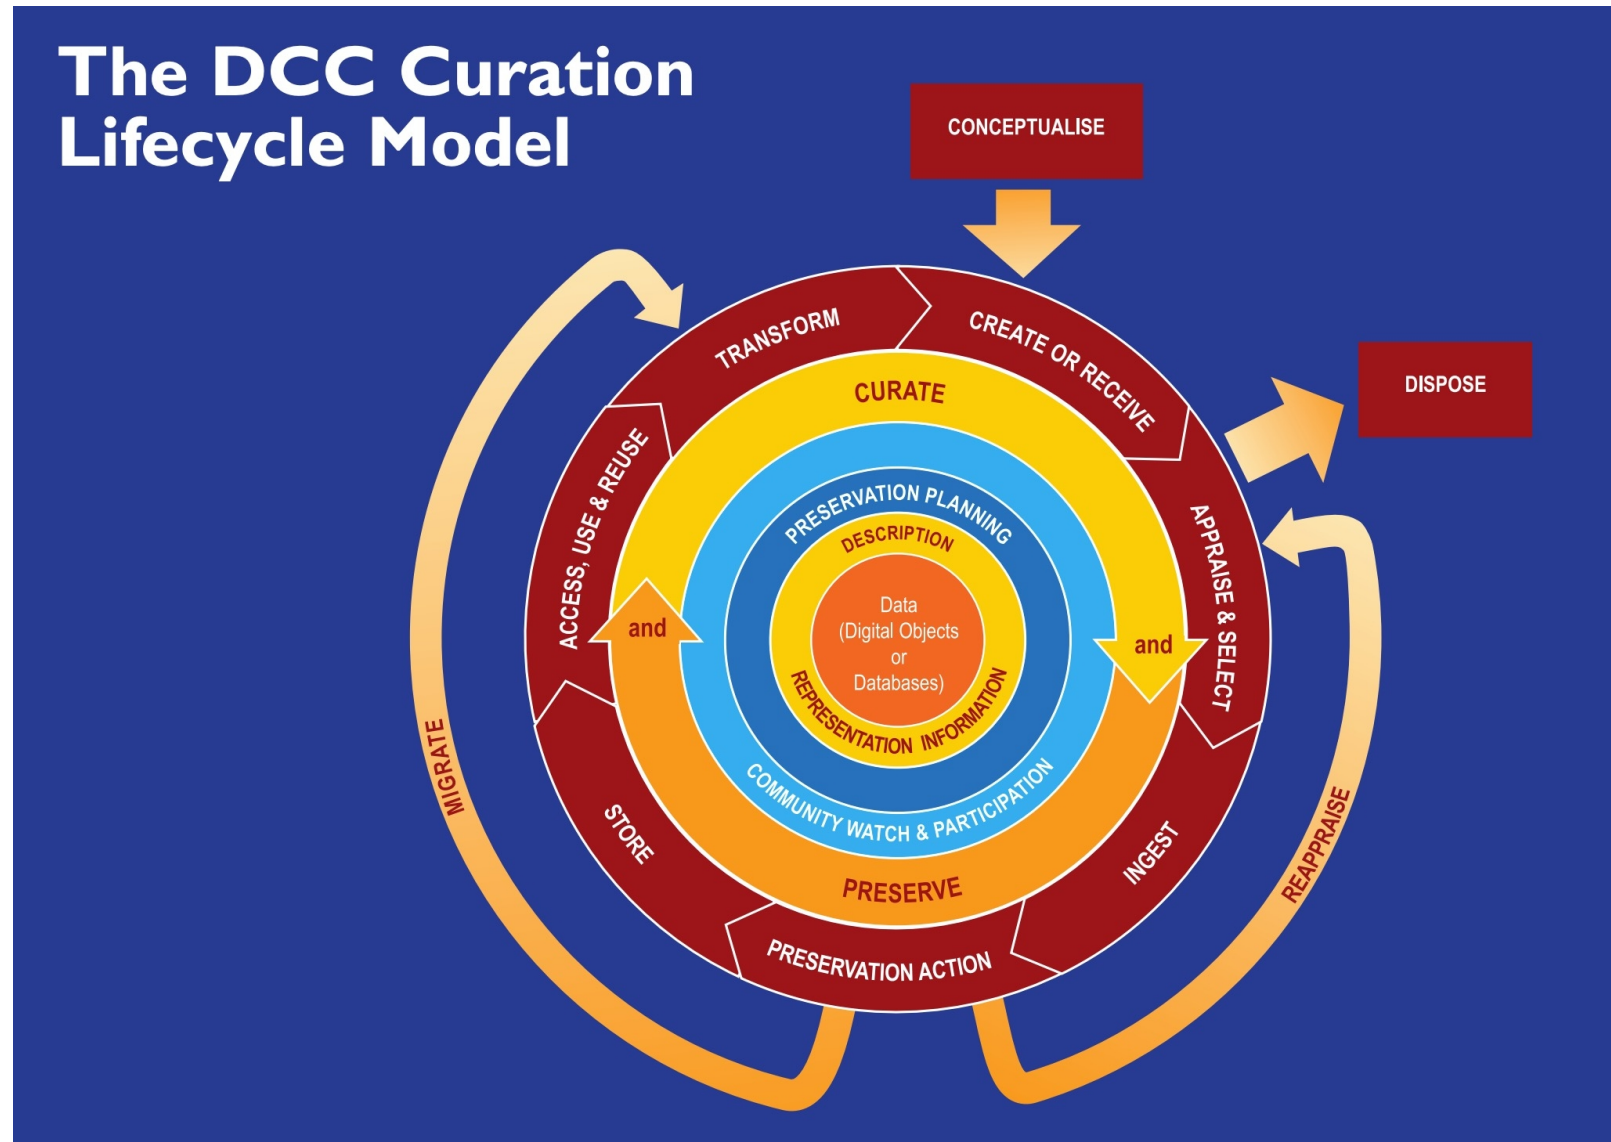 The DCC Curation
Lifecycle Model
CONCEPTUALISE
DISPOSE
TRANSFORM
CREATE OR RECEIVE
APPRAISE & SELECT
INGEST
PRESERVATION ACTION
STORE
ACCESS, USE & REUSE
CURATE
and
PRESERVE
and
PRESERVATION PLANNING
COMMUNITY WATCH & PARTICIPATION
DESCRIPTION
REPRESENTATION INFORMATION
Data
(Digital Objects
or
Databases)
MIGRATE
REAPPRAISE